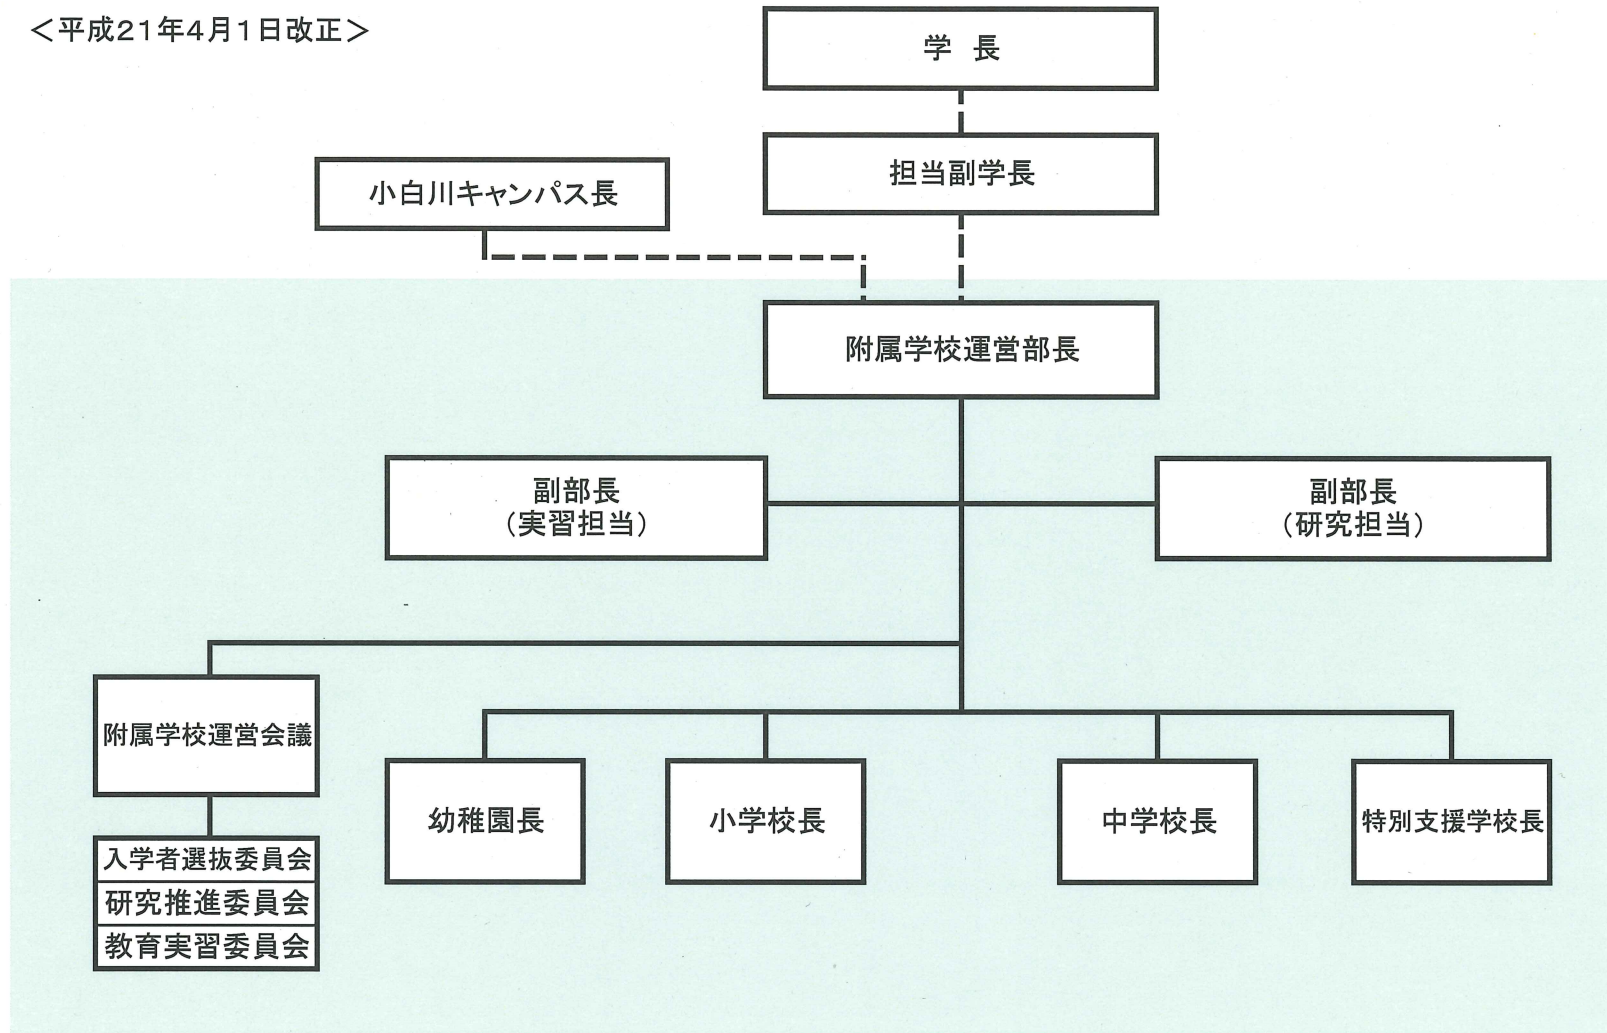 ＜平成２１年４月１日改正＞
学 長
担当副学長
小白川キャンパス長
附属学校運営部長
副部長
（実習担当）
副部長
（研究担当）
附属学校運営会議
幼稚園長
小学校長
中学校長
特別支援学校長
入学者選抜委員会
研究推進委員会
教育実習委員会